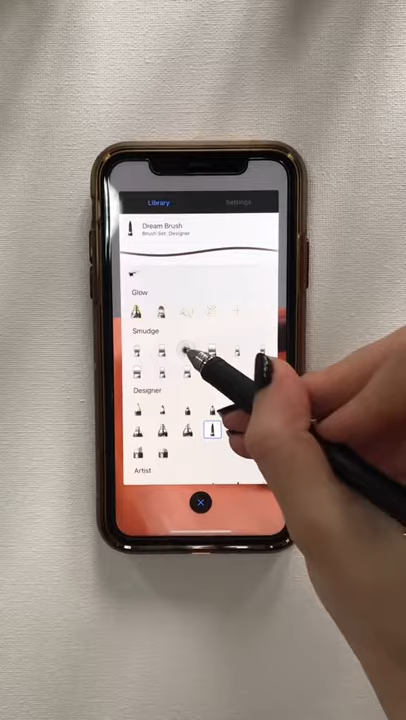 Library
Settings
Dream Brush
Brush Set: Designer
Glow
Smudge
Designer
Artist